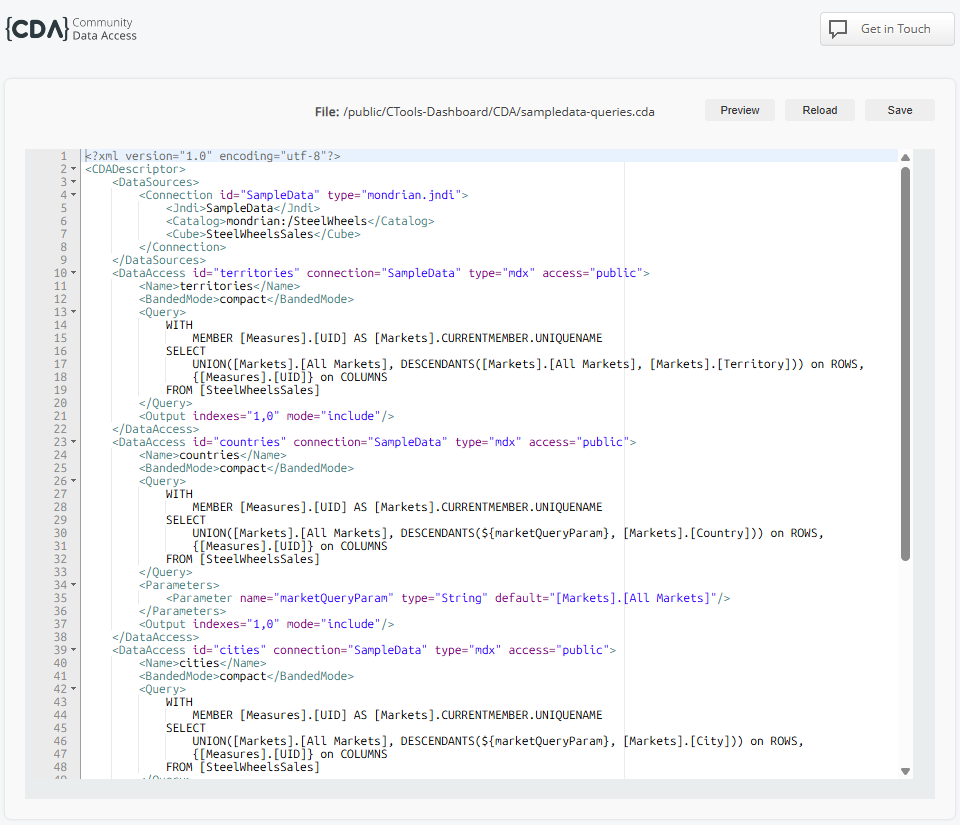 {CDA} Community
Data Access
Get in Touch
File: /public/CTools-Dashboard/CDA/sampledata-queries.cda
Preview
Reload
Save
1 <?xml version="1.0" encoding="utf-8"?>
2 <CDADescriptor>
3 <DataSources>
4 <Connection id="SampleData" type="mondrian.jndi">
5 <Jndi>SampleData</Jndi>
6 <Catalog>mondrian:/SteelWheels</Catalog>
7 <Cube>SteelWheelsSales</Cube>
8 </Connection>
9 </DataSources>
10 <DataAccess id="territories" connection="SampleData" type="mdx" access="public">
11 <Name>territories</Name>
12 <BandedMode>compact</BandedMode>
13 <Query>
14 WITH
15 MEMBER [Measures].[UID] AS [Markets].CURRENTMEMBER.UNIQUENAME
16 SELECT
17 UNION([Markets].[All Markets], DESCENDANTS([Markets].[All Markets], [Markets].[Territory])) on ROWS,
18 {[Measures].[UID]} on COLUMNS
19 FROM [SteelWheelsSales]
20 </Query>
21 <Output indexes="1,0" mode="include"/>
22 </DataAccess>
23 <DataAccess id="countries" connection="SampleData" type="mdx" access="public">
24 <Name>countries</Name>
25 <BandedMode>compact</BandedMode>
26 <Query>
27 WITH
28 MEMBER [Measures].[UID] AS [Markets].CURRENTMEMBER.UNIQUENAME
29 SELECT
30 UNION([Markets].[All Markets], DESCENDANTS(${marketQueryParam}, [Markets].[Country])) on ROWS,
31 {[Measures].[UID]} on COLUMNS
32 FROM [SteelWheelsSales]
33 </Query>
34 <Parameters>
35 <Parameter name="marketQueryParam" type="String" default="[Markets].[All Markets]"/>
36 </Parameters>
37 <Output indexes="1,0" mode="include"/>
38 </DataAccess>
39 <DataAccess id="cities" connection="SampleData" type="mdx" access="public">
40 <Name>cities</Name>
41 <BandedMode>compact</BandedMode>
42 <Query>
43 WITH
44 MEMBER [Measures].[UID] AS [Markets].CURRENTMEMBER.UNIQUENAME
45 SELECT
46 UNION([Markets].[All Markets], DESCENDANTS(${marketQueryParam}, [Markets].[City])) on ROWS,
47 {[Measures].[UID]} on COLUMNS
48 FROM [SteelWheelsSales]